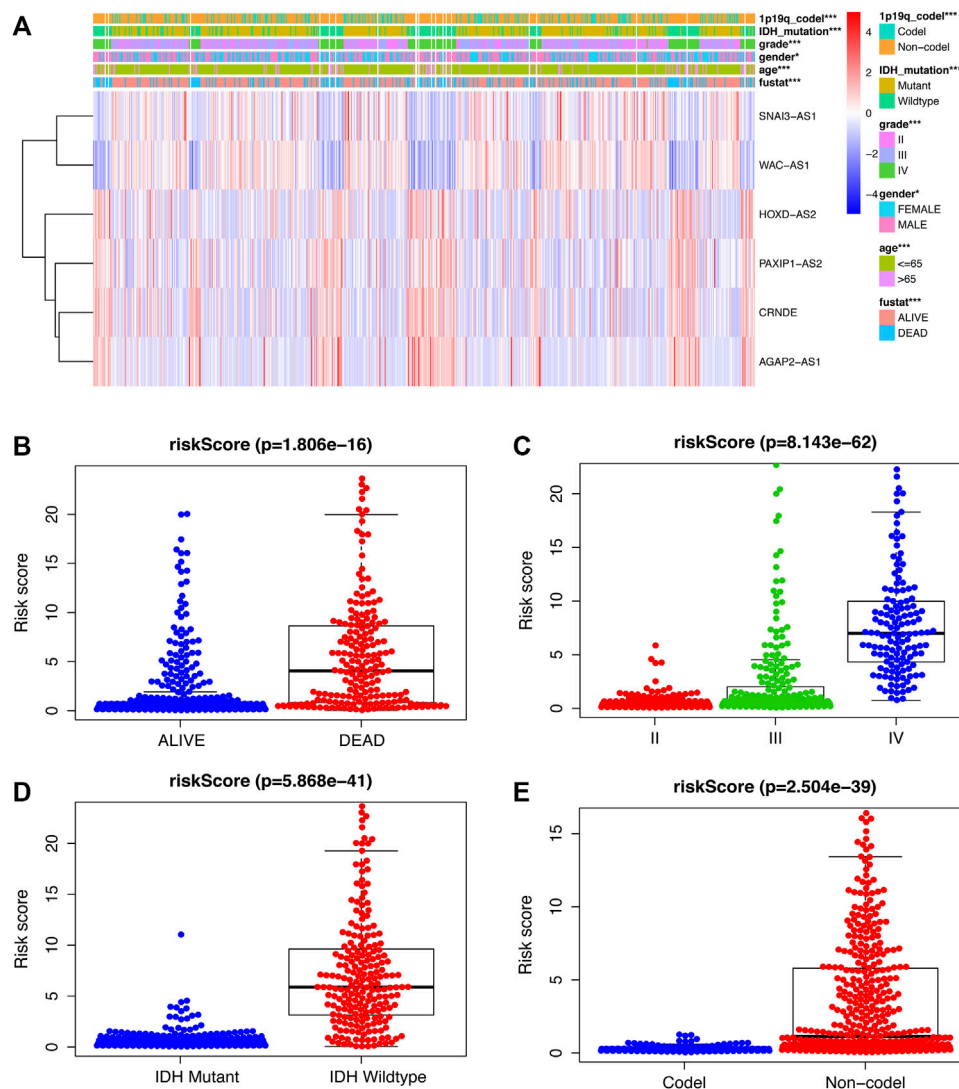 A
1p19q_codel***
IDH_mutation***
grade***
gender*
age***
fustat***
SNAI3−AS1
WAC−AS1
HOXD−AS2
PAXIP1−AS2
CRNDE
AGAP2−AS1
4
2
0
−2
−4
1p19q_codel***
Codel
Non−codel
IDH_mutation***
Mutant
Wildtype
grade***
II
III
IV
gender*
FEMALE
MALE
age***
<=65
>65
fustat***
ALIVE
DEAD
B
riskScore (p=1.806e−16)
Risk score
20
15
10
5
0
ALIVE
DEAD
C
riskScore (p=8.143e−62)
Risk score
20
15
10
5
0
II
III
IV
D
riskScore (p=5.868e−41)
Risk score
20
15
10
5
0
IDH Mutant
IDH Wildtype
E
riskScore (p=2.504e−39)
Risk score
15
10
5
0
Codel
Non−codel